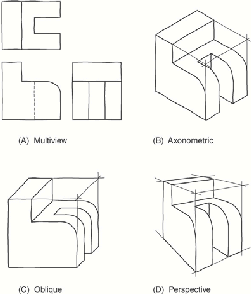 (A) Multiview
(B) Axonometric
(C) Oblique
(D) Perspective